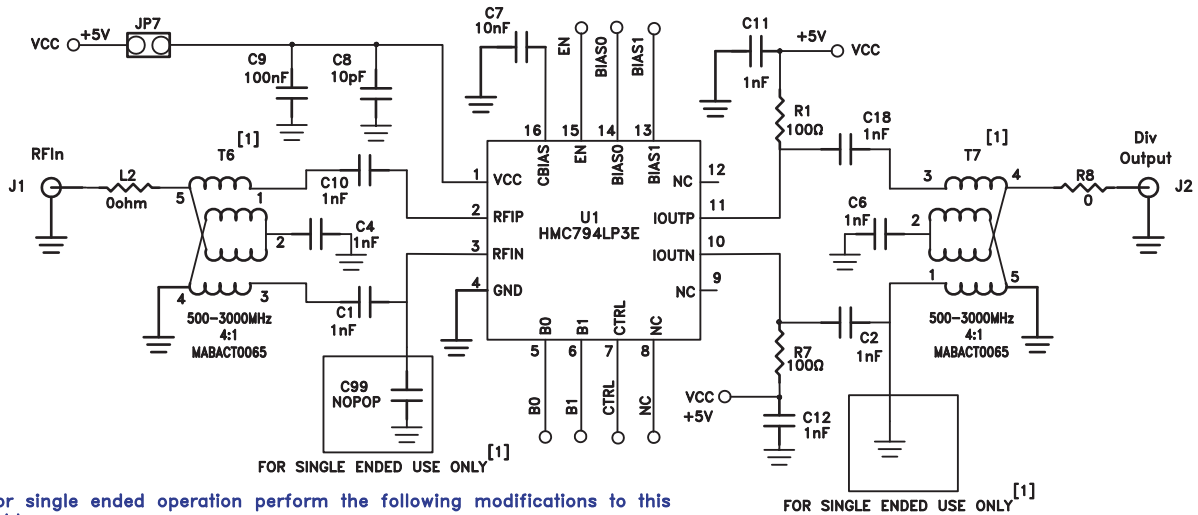 JP7
VCC
+5V
C9
100nF
C8
10pF
C7
10nF
EN
BIAS0
BIAS1
C11
1nF
+5V
VCC
R1
100Ω
C18
1nF
[1]
T7
Div
Output
RFIn
J1
L2
0ohm
[1]
T6
5
1
2
4
3
C10
1nF
C4
1nF
C1
1nF
500-3000MHz
4:1
MABACT0065
16
15
14
13
CBIAS
EN
BIAS0
BIAS1
1
VCC
2
RFIP
3
RFIN
4
GND
U1
HMC794LP3E
NC
12
IOUTP
11
IOUTN
10
NC
9
B0
B1
CTRL
NC
5
6
7
8
B0
B1
CTRL
NC
3
4
C6
1nF
2
1
5
R8
0
J2
500-3000MHz
4:1
MABACT0065
C2
1nF
R7
100Ω
VCC
+5V
C12
1nF
C99
NOPOP
FOR SINGLE ENDED USE ONLY[1]
FOR SINGLE ENDED USE ONLY[1]
or single ended operation perform the following modifications to this